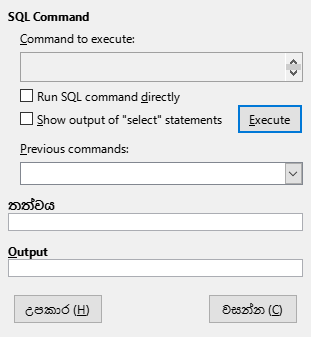 SQL Command
Command to execute:
Run SQL command directly
Show output of "select" statements
Execute
Previous commands:
තත්වය
Output
උපකාර (H)
වසන්න (C)